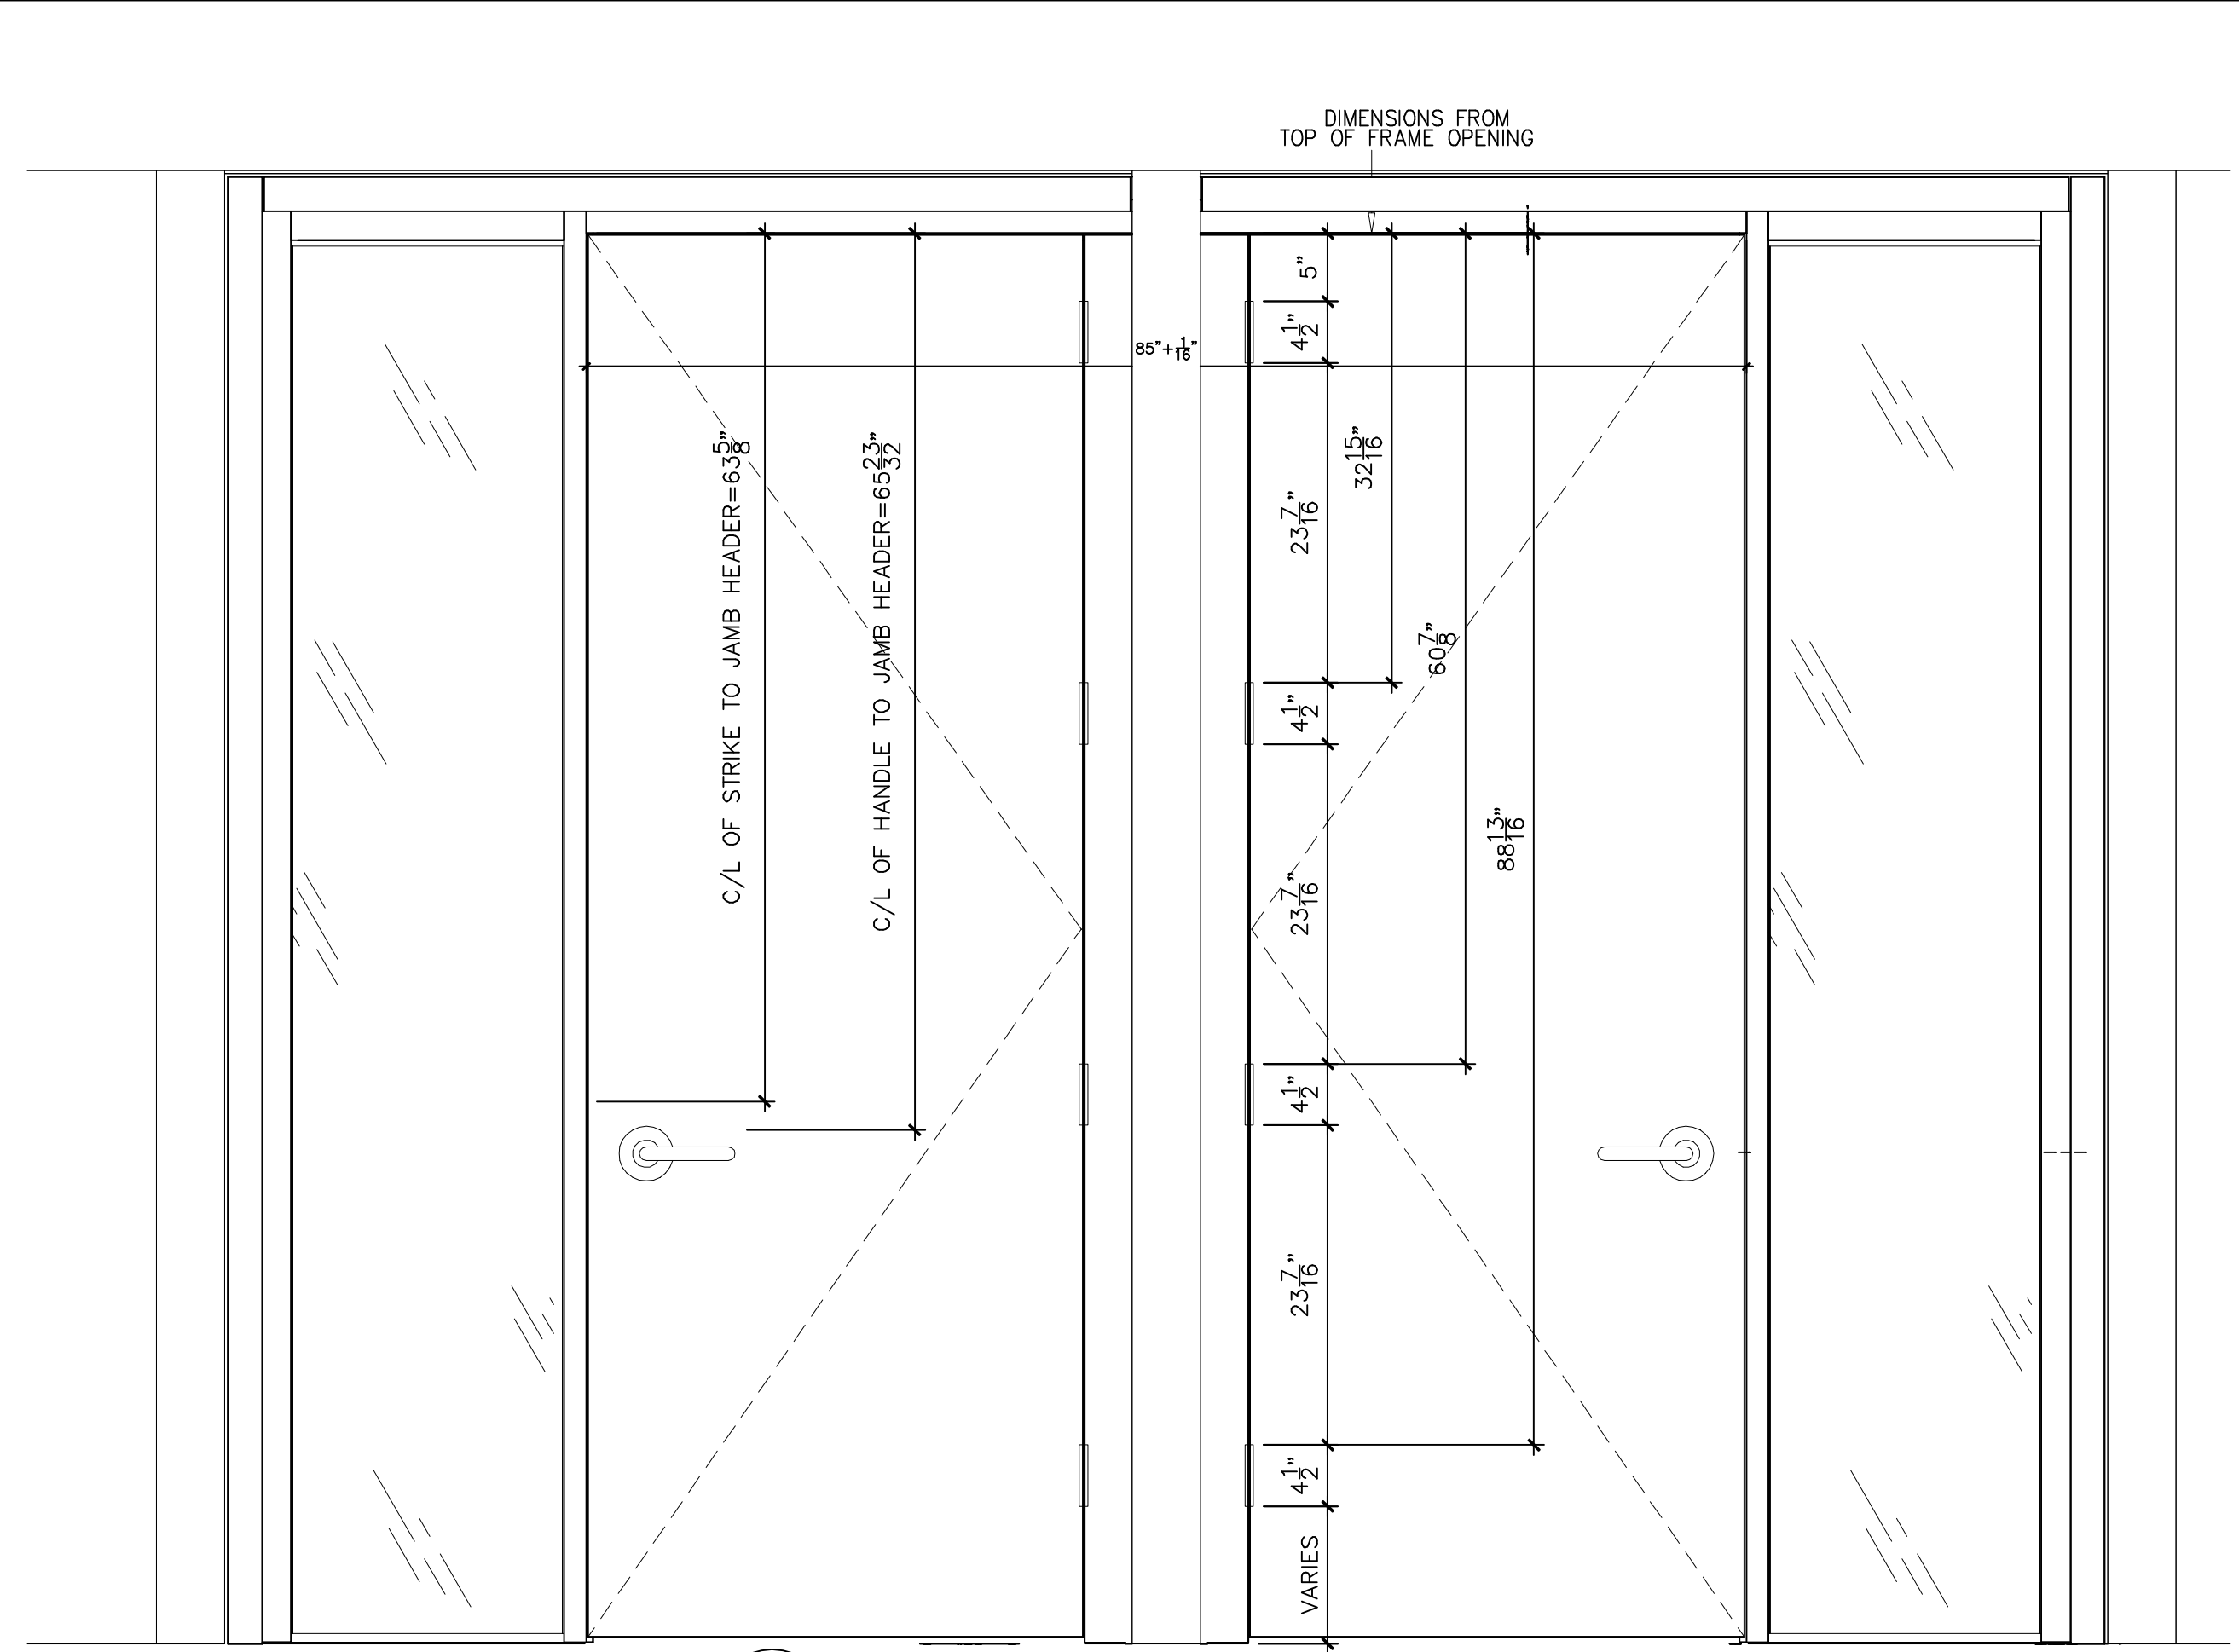 DIMENSIONS FROM
TOP OF FRAME OPENING
85"+1/16"
C/L OF STRIKE TO JAMB HEADER=63 5/8"
C/L OF HANDLE TO JAMB HEADER=65 23/32"
5"
4 1/2"
23 7/16"
4 1/2"
23 7/16"
4 1/2"
23 7/16"
4 1/2"
VARIES
32 15/16"
60 7/8"
88 13/16"